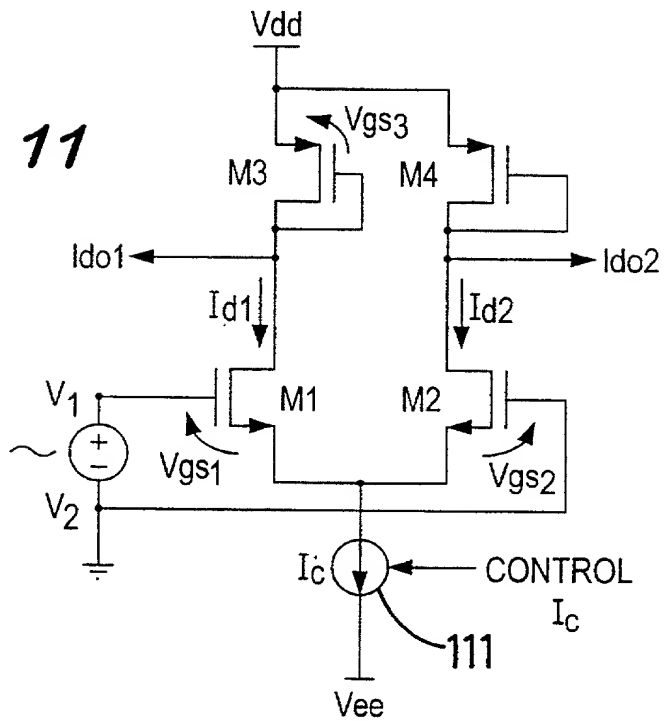 Vdd
11
Vgs3
M3
M4
Ido1
Ido2
Id1
Id2
V1
M1
M2
Vgs1
Vgs2
V2
Ic
CONTROL
Ic
111
Vee